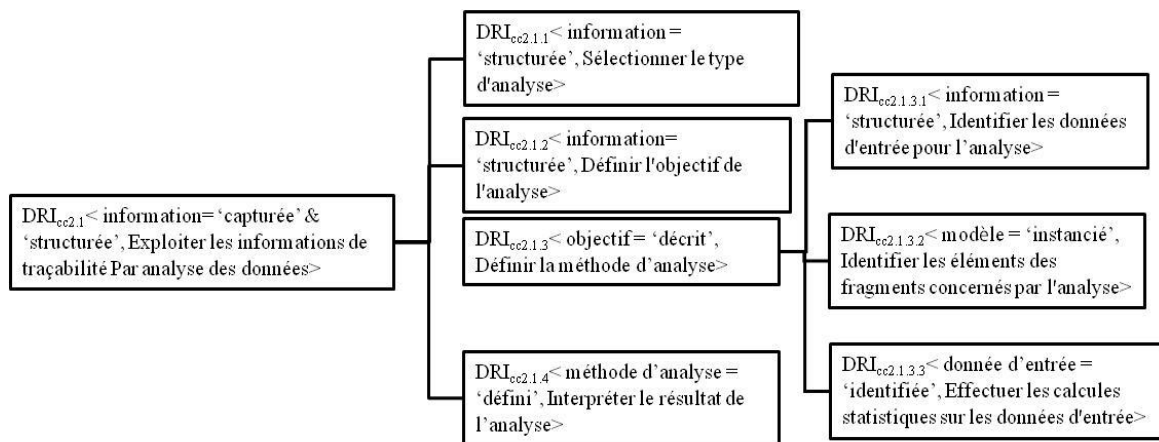 DRIcc2.1.1< information =
‘structurée’, Sélectionner le type
d'analyse>
DRIcc2.1.2< information=
‘structurée’, Définir l'objectif de
l'analyse>
DRIcc2.1< information= ‘capturée’ &
‘structurée’, Exploiter les informations de
traçabilité Par analyse des données>
DRIcc2.1.3< objectif = ‘décrit’,
Définir la méthode d’analyse>
DRIcc2.1.4< méthode d’analyse =
‘défini’, Interpréter le résultat de
l’analyse>
DRIcc2.1.3.1< information =
‘structurée’, Identifier les données
d'entrée pour l’analyse>
DRIcc2.1.3.2< modèle = ‘instancié’,
Identifier les éléments des
fragments concernés par l'analyse>
DRIcc2.1.3.3< donnée d’entrée =
‘identifiée’, Effectuer les calcules
statistiques sur les données d'entrée>